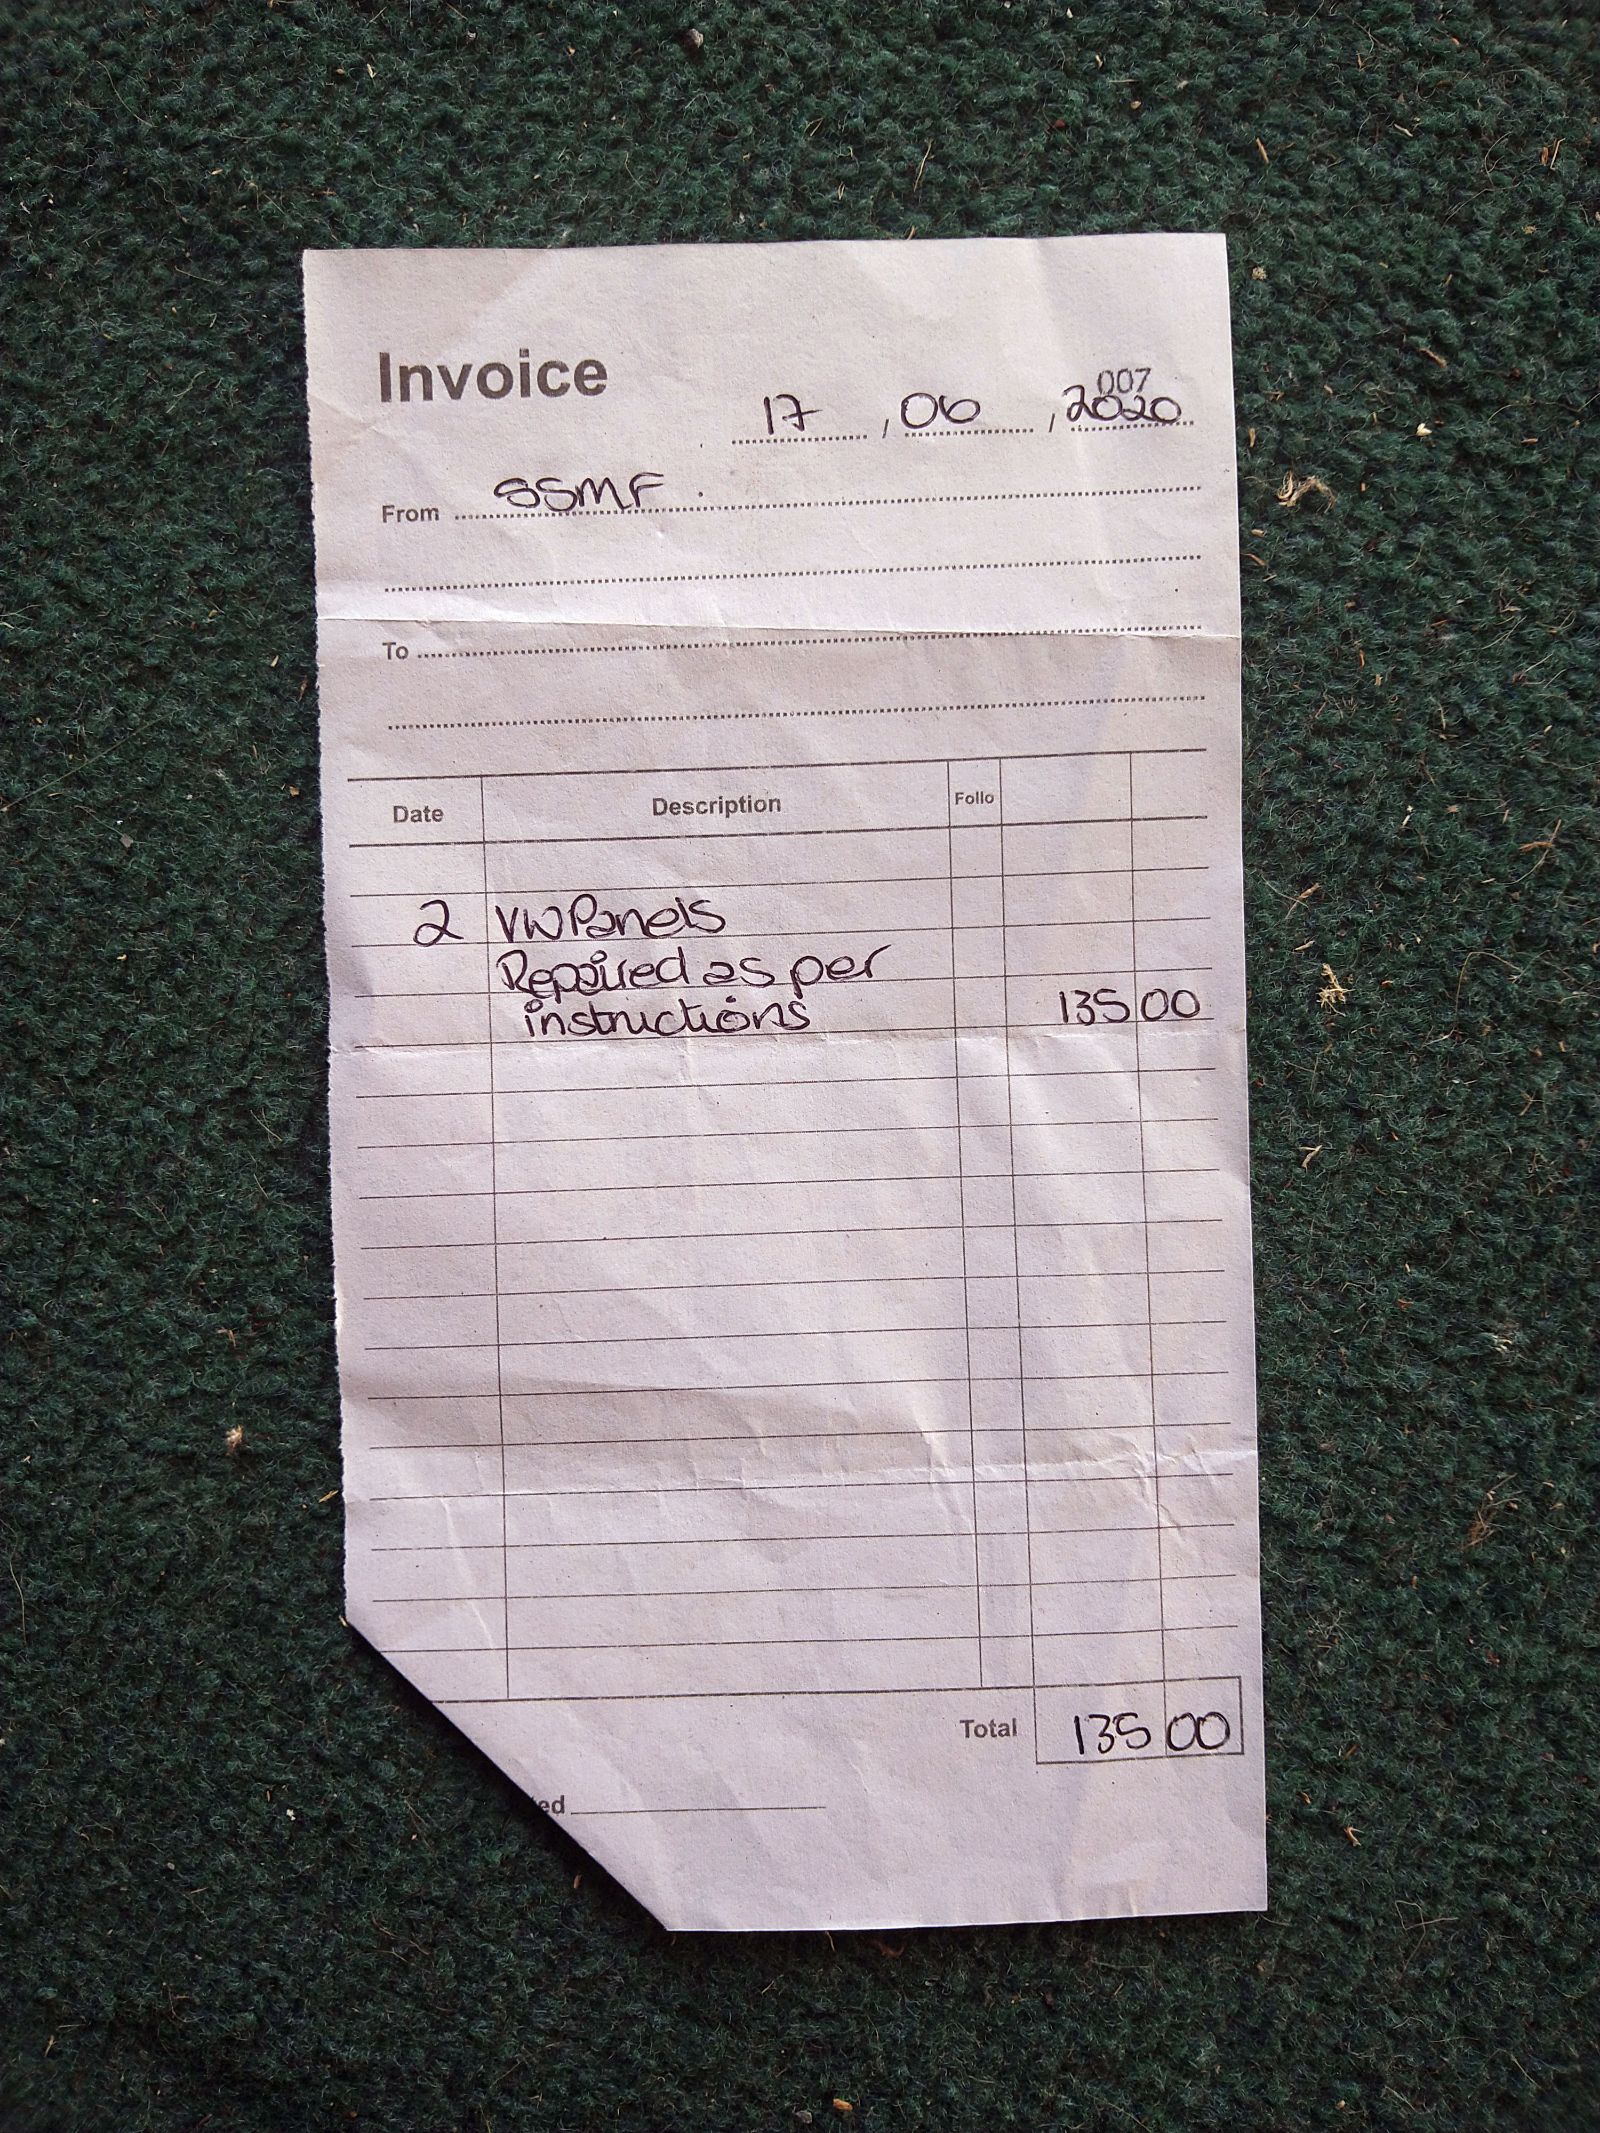 Invoice
007
17 , 06 , 2020
From SSMF .
To
Date Description Folio
2 VW Panels
Repaired as per
instructions 135 00
Total 135 00
ed